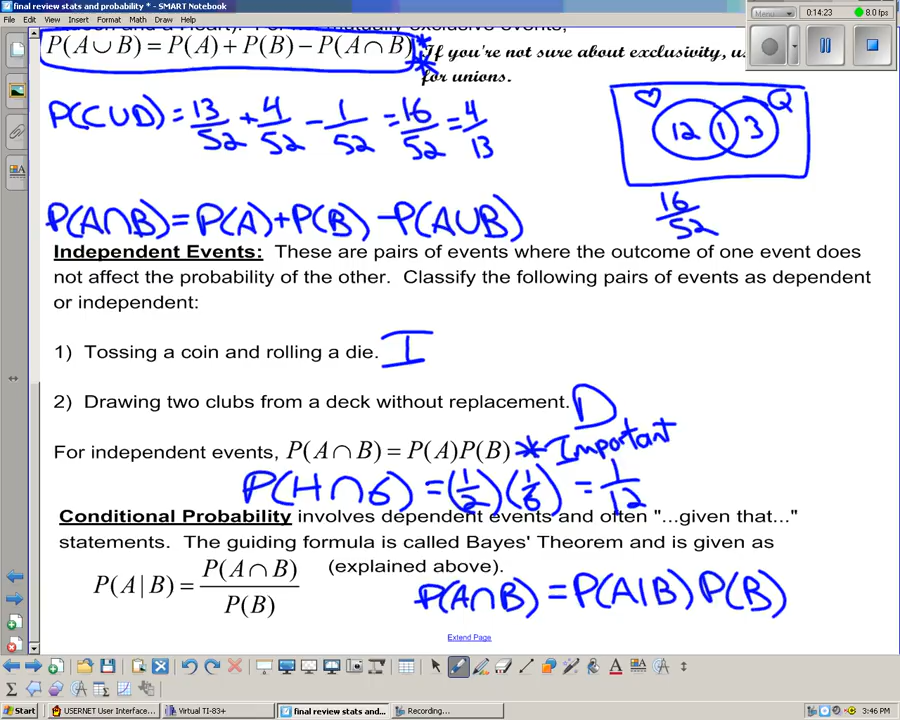 final review stats and probability * - SMART Notebook
File Edit View Insert Format Draw Help
Menu
0:14:23
8.0 fps
P(A ∪ B) = P(A) + P(B) − P(A ∩ B)
If you're not sure about exclusivity, us
for unions.
P(C∪D) = 13/52 + 4/52 − 1/52 = 16/52 = 4/13
♡ Q
12 1 3
16/52
P(A∩B) = P(A) + P(B) − P(A∪B)
Independent Events: These are pairs of events where the outcome of one event does
not affect the probability of the other. Classify the following pairs of events as dependent
or independent:
1) Tossing a coin and rolling a die. I
2) Drawing two clubs from a deck without replacement. D
For independent events, P(A ∩ B) = P(A)P(B) * Important
P(H∩6) = (1/2)(1/6) = 1/12
Conditional Probability involves dependent events and often "...given that..."
statements. The guiding formula is called Bayes' Theorem and is given as
P(A | B) = P(A ∩ B)/P(B) (explained above).
P(A∩B) = P(A|B) P(B)
Extend Page
Start
USERNET User Interface...
Virtual TI-83+
final review stats and...
Recording...
3:46 PM